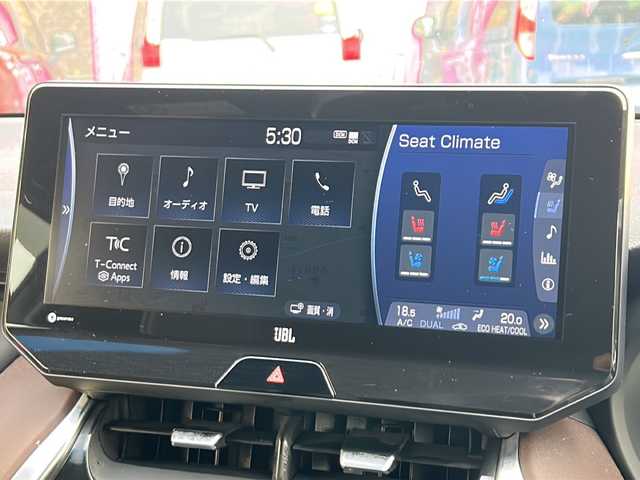 メニュー
5:30
DCM
Seat Climate
目的地
オーディオ
TV
電話
T-Connect
Apps
情報
設定・編集
画質・消
18.5
20.0
A/C DUAL
ECO HEAT/COOL
JBL